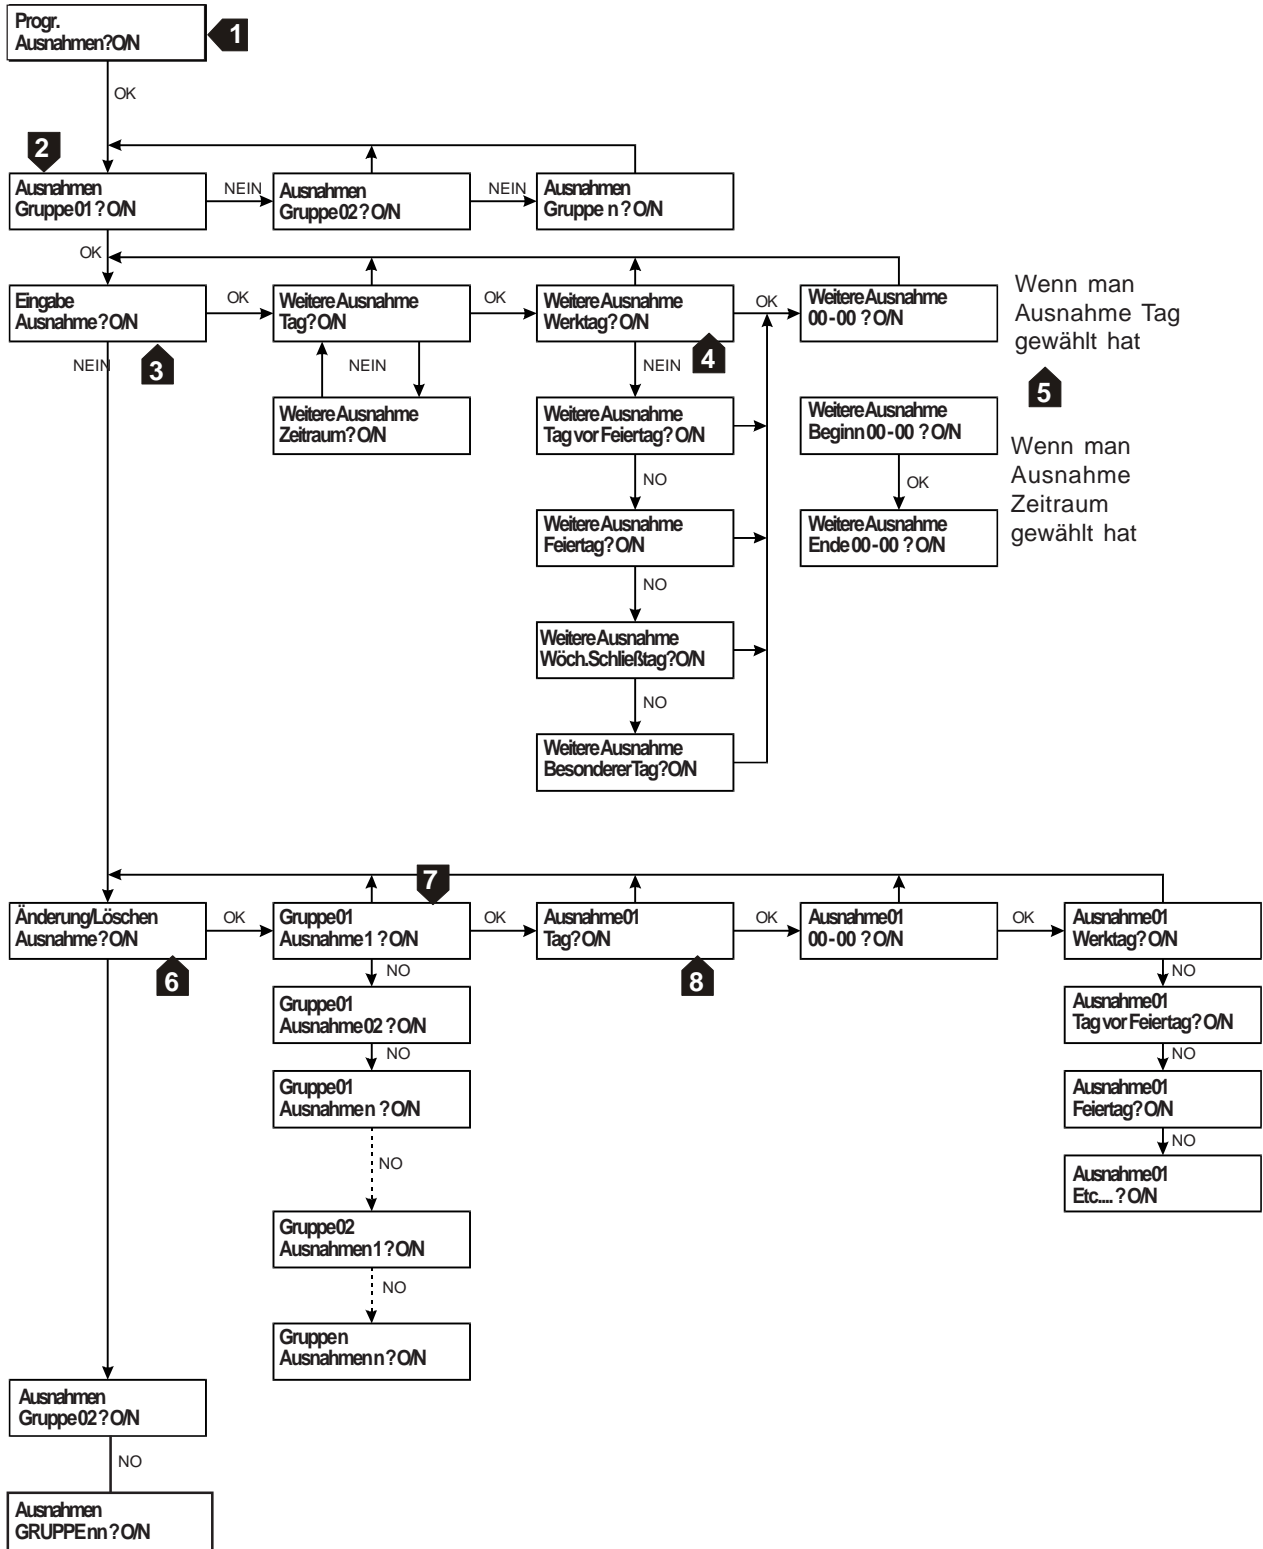 Progr.
Ausnahmen?O/N
1
OK
2
Ausnahmen
Gruppe01?O/N
NEIN
Ausnahmen
Gruppe02?O/N
NEIN
Ausnahmen
Gruppe n?O/N
OK
Eingabe
Ausnahme?O/N
3
OK
Weitere Ausnahme
Tag?O/N
OK
Weitere Ausnahme
Werktag?O/N
4
OK
Weitere Ausnahme
00-00 ?O/N
Wenn man
Ausnahme Tag
gewählt hat
5
NEIN
NEIN
Weitere Ausnahme
Zeitraum?O/N
NEIN
Weitere Ausnahme
Tag vor Feiertag?O/N
Weitere Ausnahme
Beginn 00-00 ?O/N
OK
Weitere Ausnahme
Ende 00-00 ?O/N
Wenn man
Ausnahme
Zeitraum
gewählt hat
NO
Weitere Ausnahme
Feiertag?O/N
NO
Weitere Ausnahme
Wöch.Schließtag?O/N
NO
Weitere Ausnahme
BesondererTag?O/N
Änderung/Löschen
Ausnahme?O/N
6
OK
7
Gruppe01
Ausnahme1 ?O/N
OK
Ausnahme01
Tag?O/N
8
OK
Ausnahme01
00-00 ?O/N
OK
Ausnahme01
Werktag?O/N
NO
Gruppe01
Ausnahme02 ?O/N
NO
Gruppe01
Ausnahmen ?O/N
NO
Gruppe02
Ausnahmen1?O/N
NO
Gruppen
Ausnahmenn?O/N
NO
Ausnahme01
Tag vor Feiertag?O/N
NO
Ausnahme01
Feiertag?O/N
NO
Ausnahme01
Etc.... ?O/N
Ausnahmen
Gruppe02?O/N
NO
Ausnahmen
GRUPPEnn?O/N